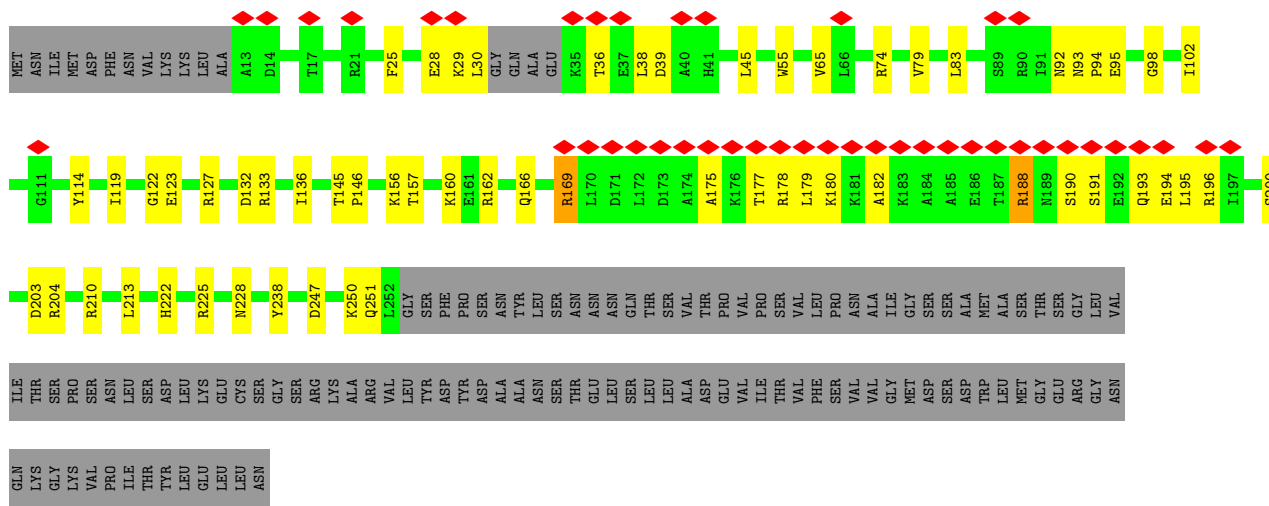 MET ASN ILE MET ASP PHE ASN VAL LYS LYS LEU ALA A13 D14 T17 R21 F25 E28 K29 L30 GLY GLN ALA GLU K35 T36 E37 L38 D39 A40 H41 L45 W55 V65 L66 R74 V79 L83 S89 R90 I91 N92 N93 P94 E95 G98 I102
G111 Y114 I119 G122 E123 R127 D132 R133 I136 T145 P146 K156 T157 K160 E161 R162 Q166 R169 L170 D171 L172 D173 A174 A175 K176 T177 R178 L179 K180 K181 A182 K183 A184 A185 E186 T187 R188 N189 S190 S191 E192 Q193 E194 L195 R196 I197
D203 R204 R210 L213 H222 R225 N228 Y238 D247 K250 Q251 L252 GLY SER PHE PRO SER ASN TYR LEU SER SER ASN ASN ASN GLN THR SER VAL THR PRO VAL PRO SER VAL LEU PRO ASN ALA ILE GLY SER SER ALA MET ALA SER THR SER GLY LEU VAL
ILE THR SER PRO SER ASN LEU SER ASP LEU LYS GLU CYS SER GLY SER ARG LYS ALA ARG VAL LEU TYR ASP TYR ASP ALA ALA ASN SER THR GLU LEU SER LEU LEU ALA ASP GLU VAL ILE THR VAL PHE SER VAL VAL GLY MET ASP SER ASP TRP LEU MET GLY GLU ARG GLY ASN
GLN LYS GLY LYS VAL PRO ILE THR TYR LEU GLU LEU LEU ASN